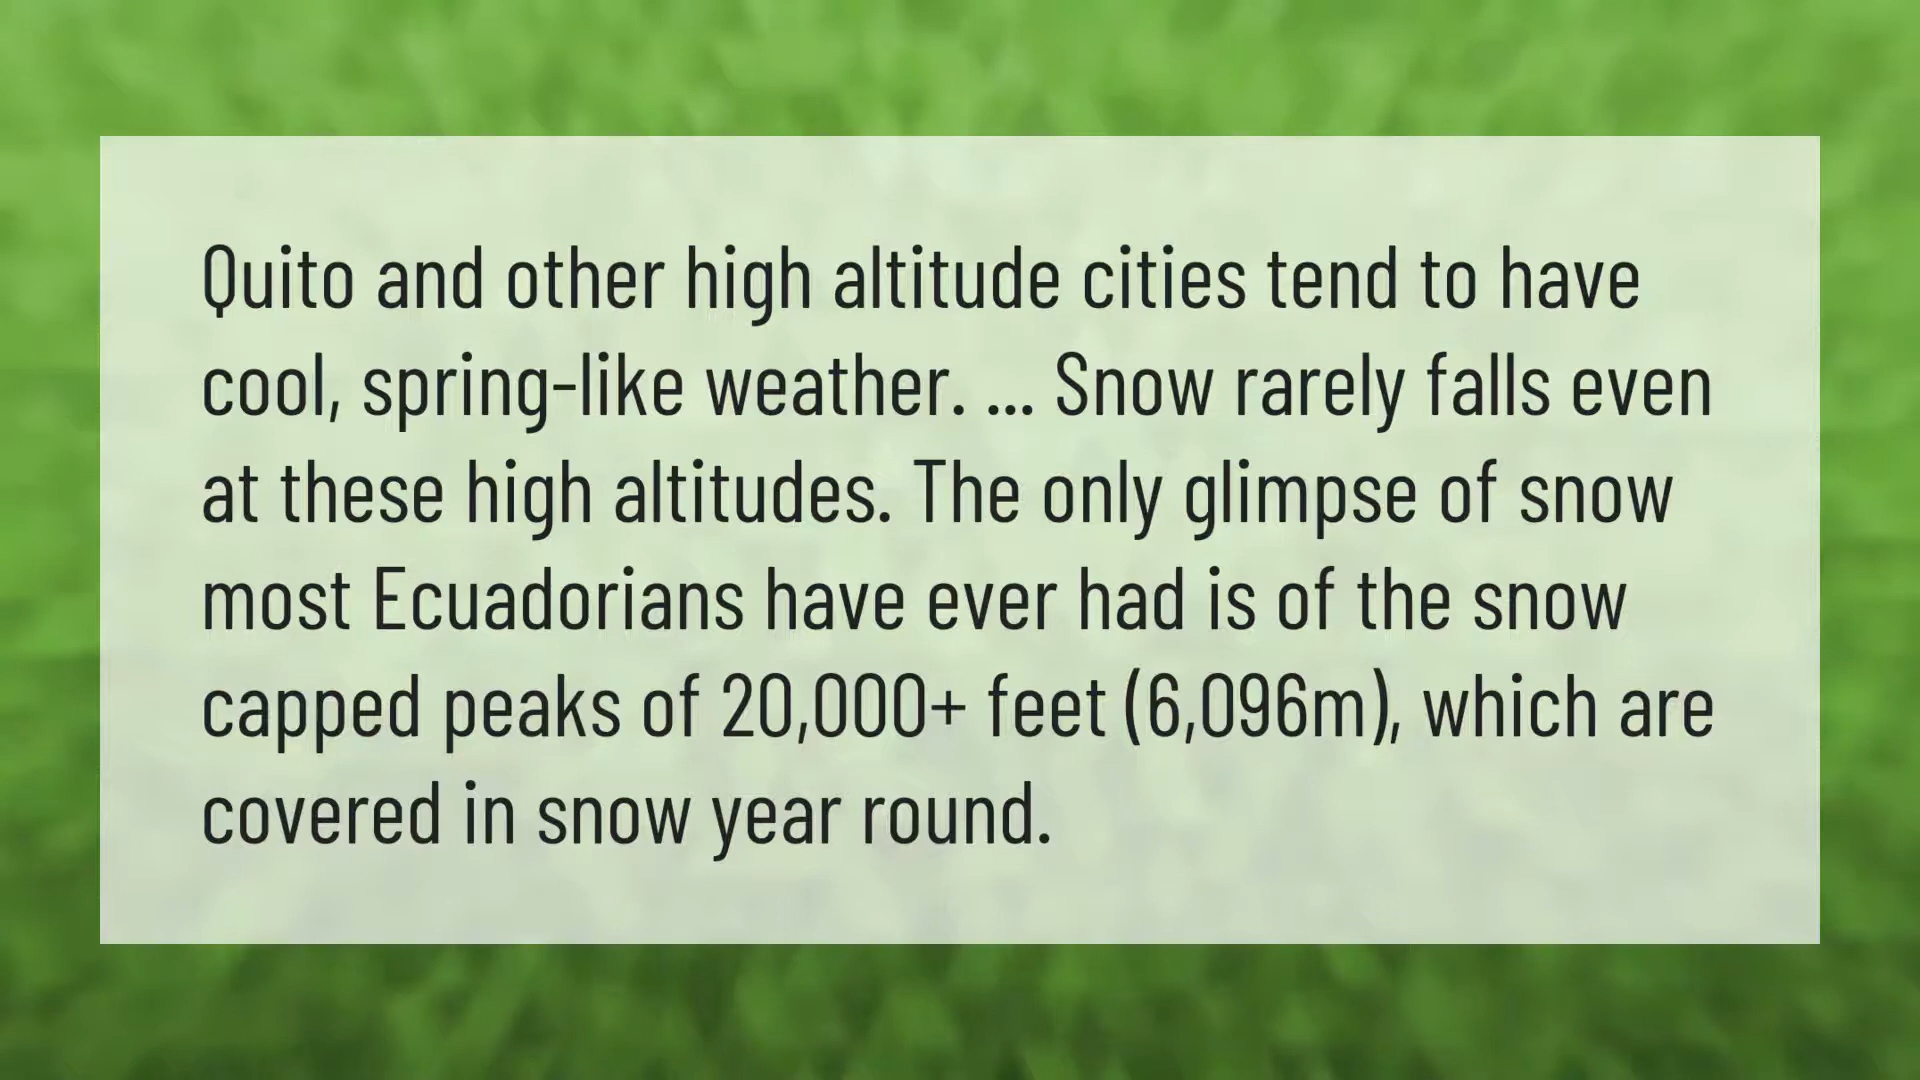 Quito and other high altitude cities tend to have
cool, spring-like weather. ... Snow rarely falls even
at these high altitudes. The only glimpse of snow
most Ecuadorians have ever had is of the snow
capped peaks of 20,000+ feet (6,096m), which are
covered in snow year round.